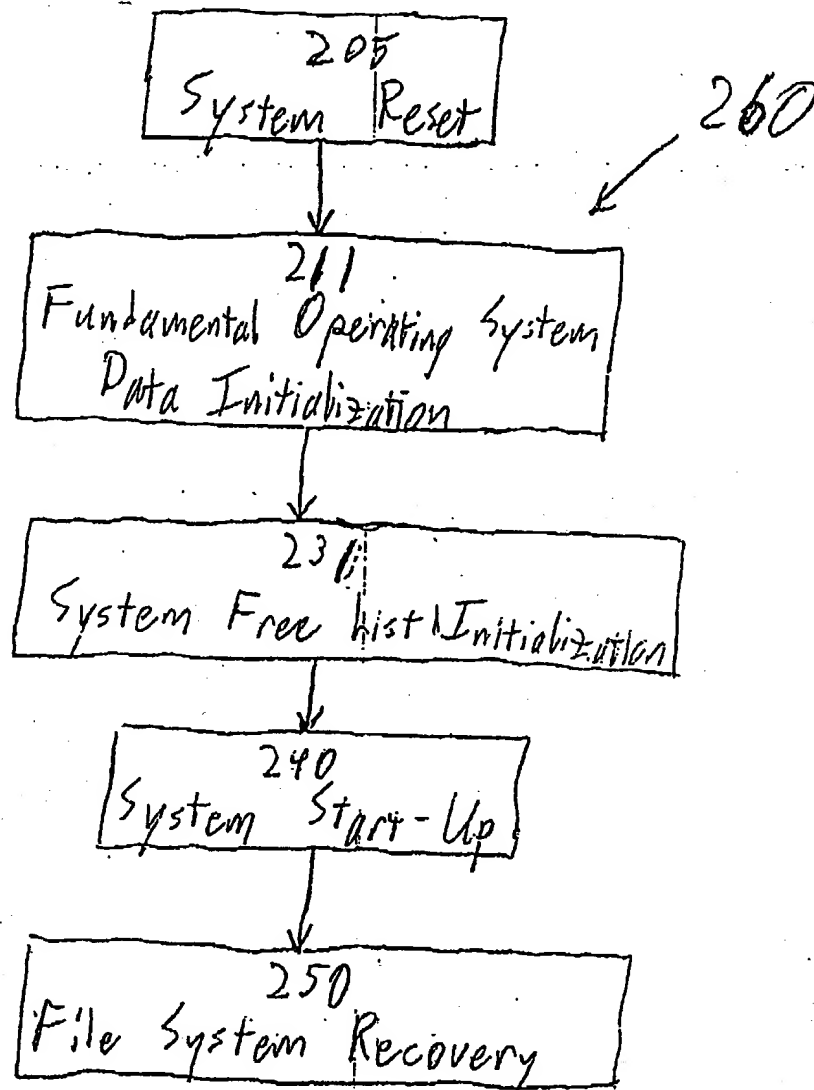 205
System Reset
260
211
Fundamental Operating System
Data Initialization
231
System Free List Initialization
240
System Start-Up
250
File System Recovery